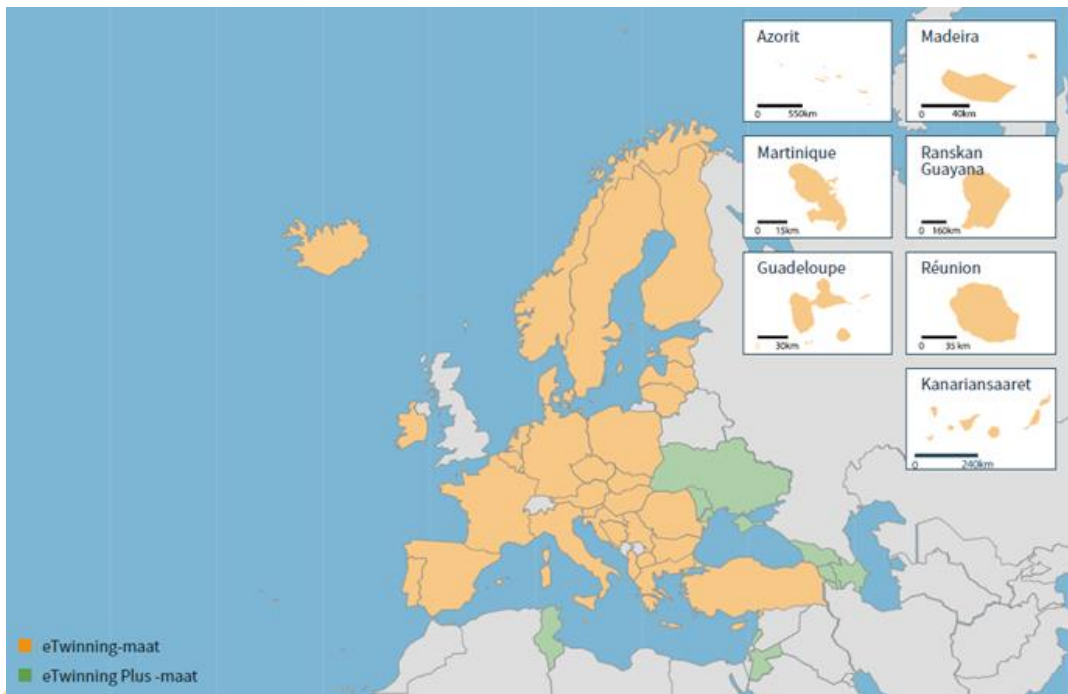 Azorit
0 550km
Madeira
0 40km
Martinique
0 15km
Ranskan
Guayana
0 160km
Guadeloupe
30km
Réunion
0 35 km
Kanariansaaret
0 240km
eTwinning-maat
eTwinning Plus -maat